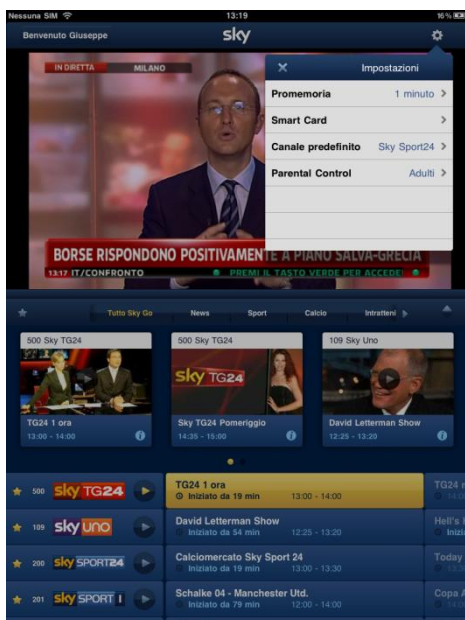 Nessuna SIM 13:19 16%
Benvenuto Giuseppe sky
IN DIRETTA MILANO
Impostazioni
Promemoria 1 minuto
Smart Card
Canale predefinito Sky Sport24
Parental Control Adulti
BORSE RISPONDONO POSITIVAMENTE A PIANO SALVA-GRECIA
13:17 IT/CONFRONTO PREMI IL TASTO VERDE PER ACCEDE
Tutto Sky Go News Sport Calcio Intratteni
500 Sky TG24 500 Sky TG24 109 Sky Uno
sky TG24
TG24 1 ora Sky TG24 Pomeriggio David Letterman Show
13:00 - 14:00 14:35 - 15:00 12:25 - 13:20
500 sky TG24 TG24 1 ora TG24
Iniziato da 19 min 13:00 - 14:00
109 sky uno David Letterman Show Hell's
Iniziato da 54 min 12:25 - 13:20 Inizi
200 sky SPORT24 Calciomercato Sky Sport 24 Today
Iniziato da 19 min 13:00 - 13:30
201 sky SPORT 1 Schalke 04 - Manchester Utd. Copa A
Iniziato da 79 min 12:00 - 14:00